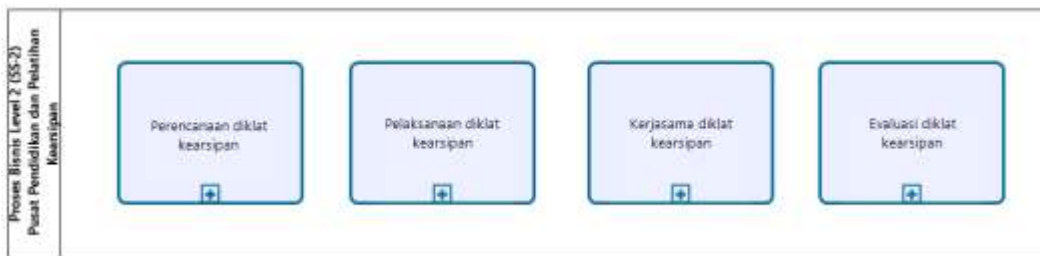 Proses Bisnis Level 2 (SS-2)
Pusat Pendidikan dan Pelatihan
Kearsipan
Perencanaan diklat
kearsipan
Pelaksanaan diklat
kearsipan
Kerjasama diklat
kearsipan
Evaluasi diklat
kearsipan